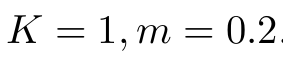 K = 1, m = 0.2.